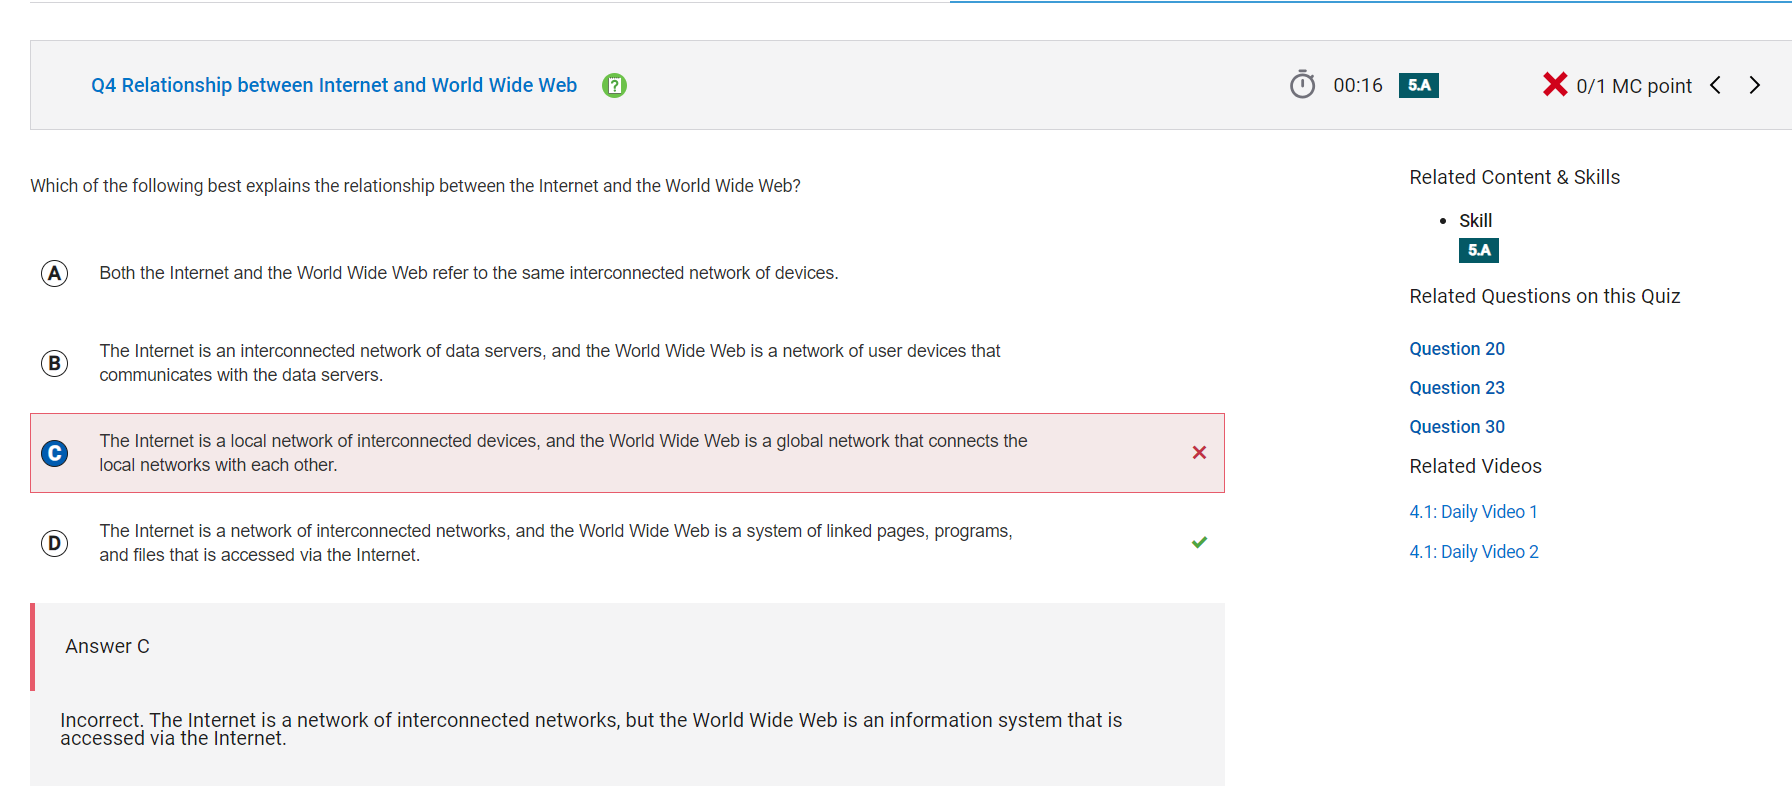 Q4 Relationship between Internet and World Wide Web
?
00:16
5.A
0/1 MC point
Which of the following best explains the relationship between the Internet and the World Wide Web?
A
Both the Internet and the World Wide Web refer to the same interconnected network of devices.
B
The Internet is an interconnected network of data servers, and the World Wide Web is a network of user devices that
communicates with the data servers.
C
The Internet is a local network of interconnected devices, and the World Wide Web is a global network that connects the
local networks with each other.
D
The Internet is a network of interconnected networks, and the World Wide Web is a system of linked pages, programs,
and files that is accessed via the Internet.
Answer C
Incorrect. The Internet is a network of interconnected networks, but the World Wide Web is an information system that is
accessed via the Internet.
Related Content & Skills
• Skill
5.A
Related Questions on this Quiz
Question 20
Question 23
Question 30
Related Videos
4.1: Daily Video 1
4.1: Daily Video 2